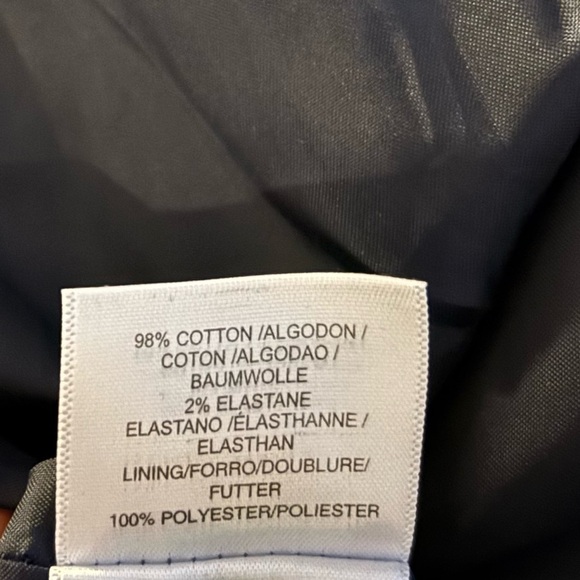 98% COTTON /ALGODON /
COTON /ALGODAO /
BAUMWOLLE
2% ELASTANE
ELASTANO /ÉLASTHANNE /
ELASTHAN
LINING/FORRO/DOUBLURE/
FUTTER
100% POLYESTER/POLIESTER